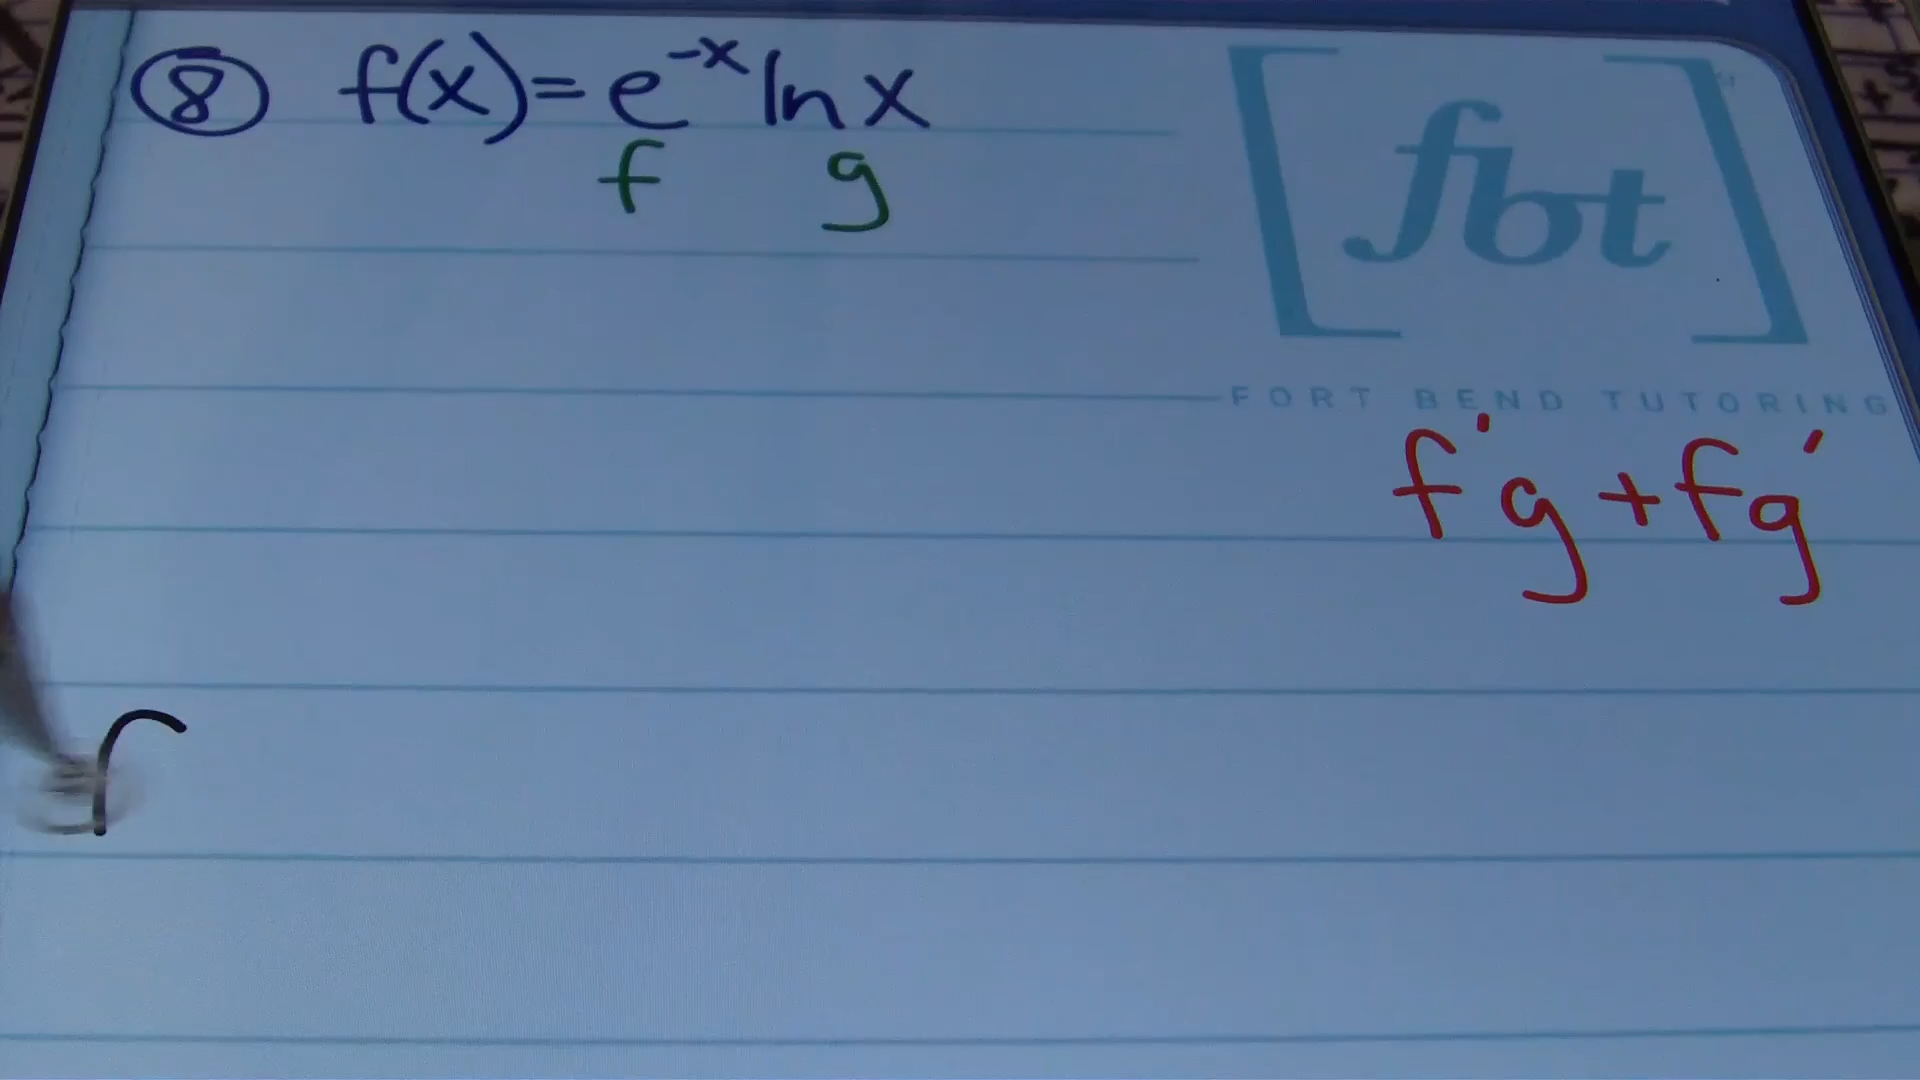 ⑧ f(x)=e^{-x} ln x
f g
[fbt]
FORT BEND TUTORING
f'g+fg'